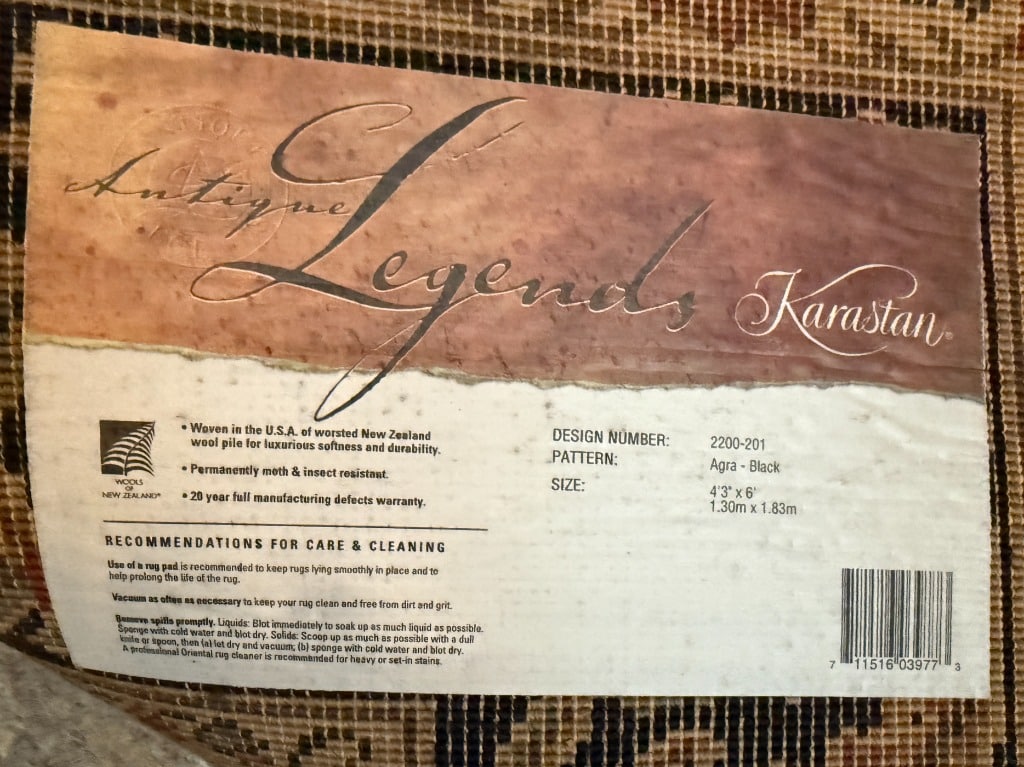 Antique Legends
Karastan®
WOOLS
OF
NEW ZEALAND®
• Woven in the U.S.A. of worsted New Zealand
wool pile for luxurious softness and durability.
• Permanently moth & insect resistant.
• 20 year full manufacturing defects warranty.
RECOMMENDATIONS FOR CARE & CLEANING
Use of a rug pad is recommended to keep rugs lying smoothly in place and to
help prolong the life of the rug.
Vacuum as often as necessary to keep your rug clean and free from dirt and grit.
Remove spills promptly. Liquids: Blot immediately to soak up as much liquid as possible.
Sponge with cold water and blot dry. Solids: Scoop up as much as possible with a dull
knife or spoon, then (a) let dry and vacuum; (b) sponge with cold water and blot dry.
A professional Oriental rug cleaner is recommended for heavy or set-in stains.
DESIGN NUMBER: 2200-201
PATTERN: Agra - Black
SIZE: 4'3" x 6'
1.30m x 1.83m
7 11516 03977 3